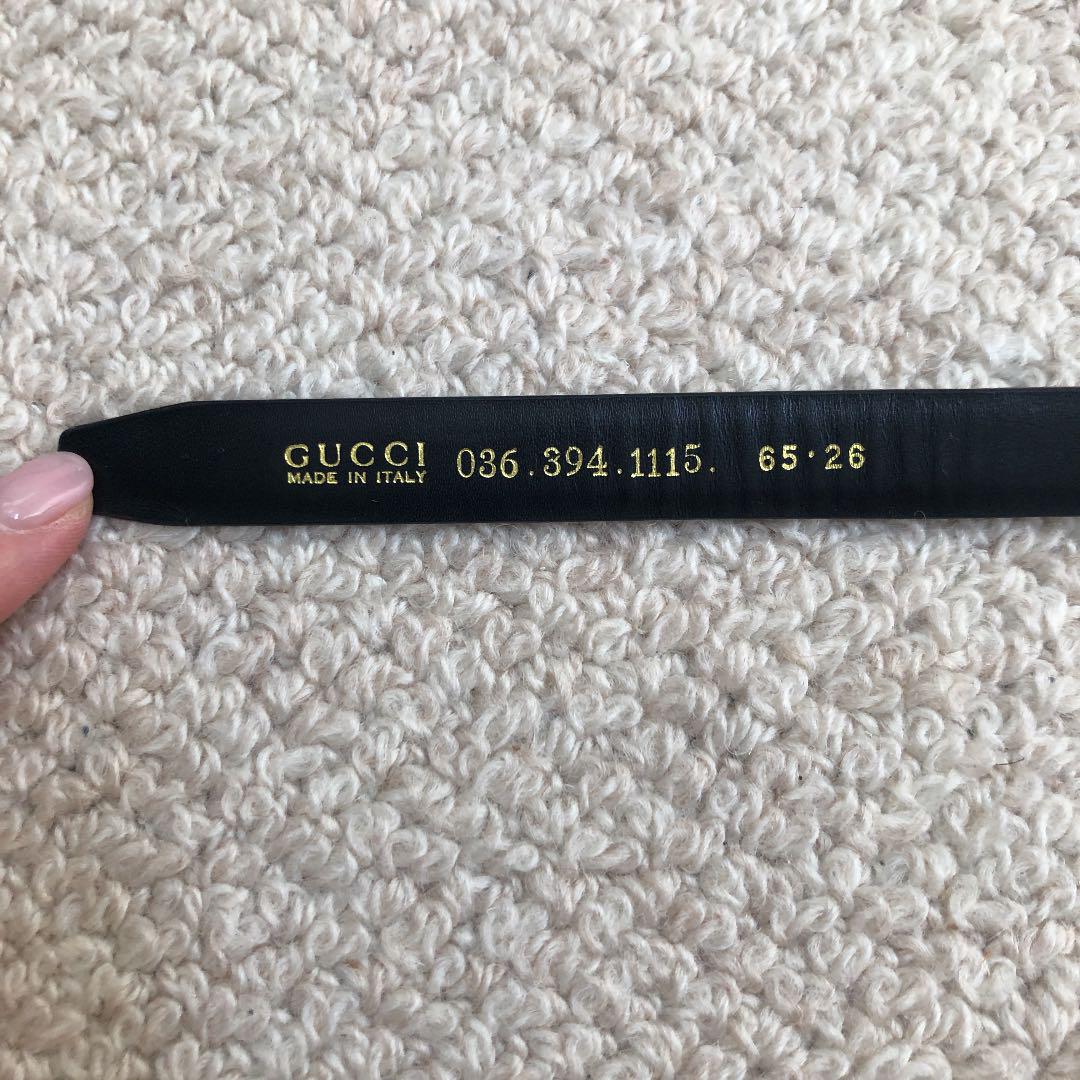 GUCCI 036.394.1115. 65·26
MADE IN ITALY